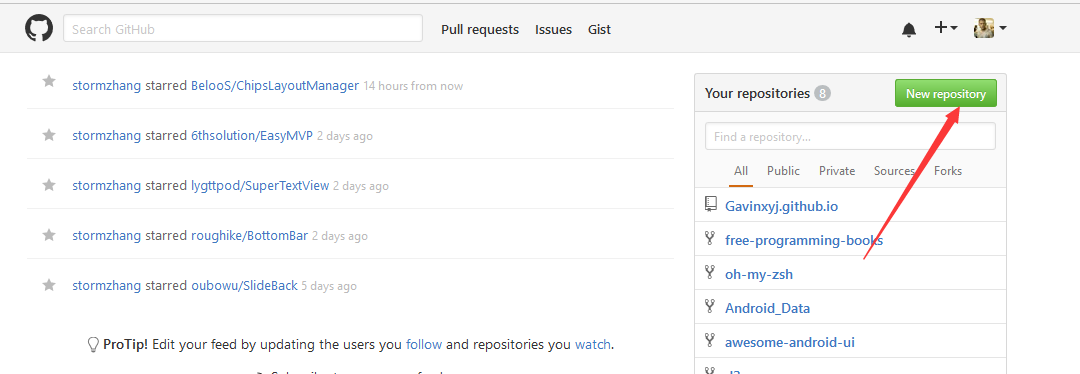 Search GitHub
Pull requests Issues Gist
stormzhang starred BelooS/ChipsLayoutManager 14 hours from now
stormzhang starred 6thsolution/EasyMVP 2 days ago
stormzhang starred lygttpod/SuperTextView 2 days ago
stormzhang starred roughike/BottomBar 2 days ago
stormzhang starred oubowu/SlideBack 5 days ago
ProTip! Edit your feed by updating the users you follow and repositories you watch.
Your repositories 8 New repository
Find a repository...
All Public Private Sources Forks
Gavinxyj.github.io
free-programming-books
oh-my-zsh
Android_Data
awesome-android-ui